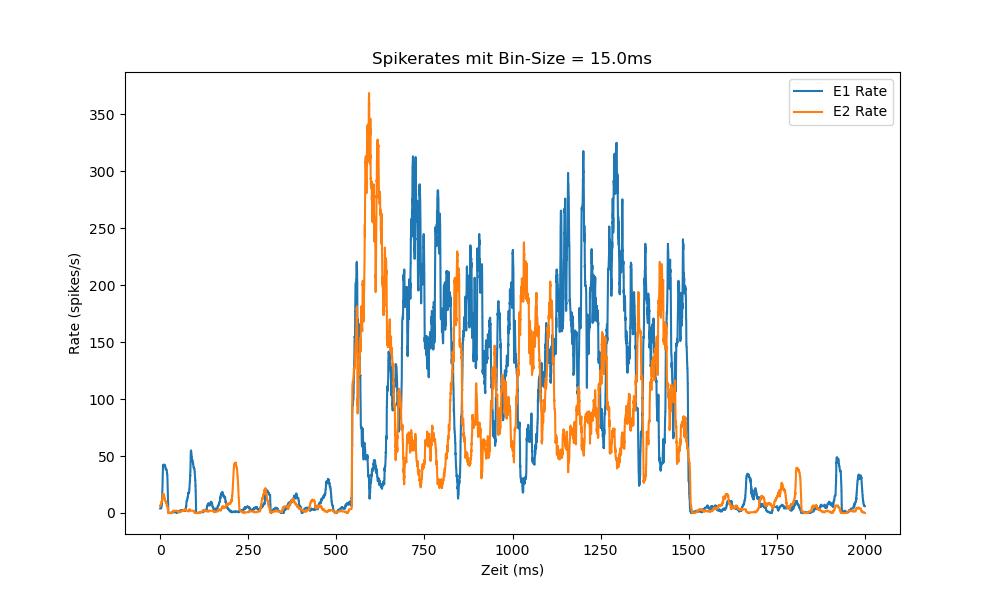 Spikerates mit Bin-Size = 15.0ms
E1 Rate
E2 Rate
350
300
250
200
150
100
50
0
Rate (spikes/s)
0 250 500 750 1000 1250 1500 1750 2000
Zeit (ms)